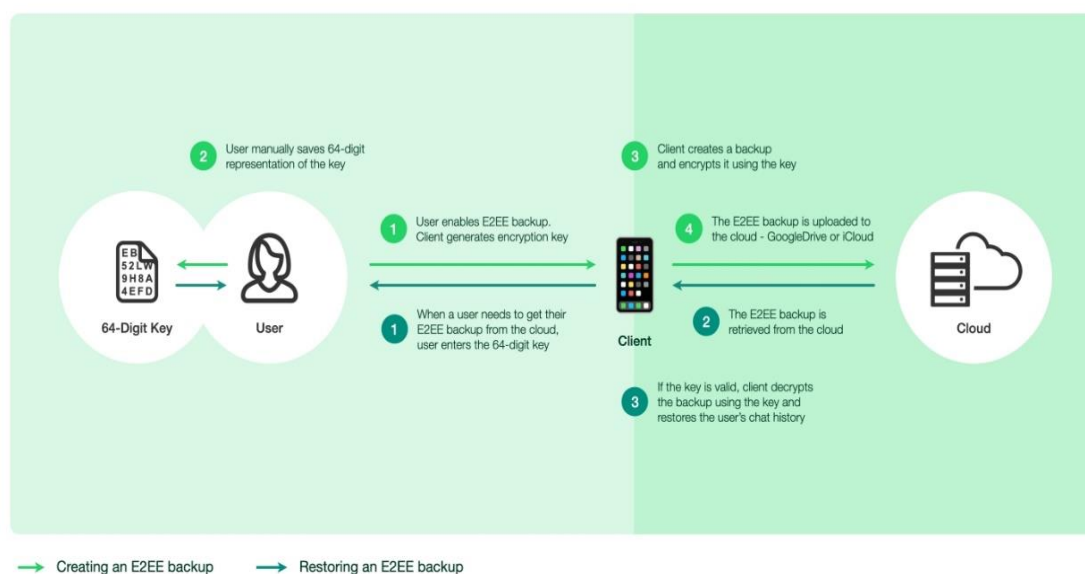 2
User manually saves 64-digit
representation of the key
3
Client creates a backup
and encrypts it using the key
1
User enables E2EE backup.
Client generates encryption key
4
The E2EE backup is uploaded to
the cloud - GoogleDrive or iCloud
EB
52LW
9H8A
4EFD
64-Digit Key
User
1
When a user needs to get their
E2EE backup from the cloud,
user enters the 64-digit key
Client
2
The E2EE backup is
retrieved from the cloud
Cloud
3
If the key is valid, client decrypts
the backup using the key and
restores the user's chat history
Creating an E2EE backup
Restoring an E2EE backup